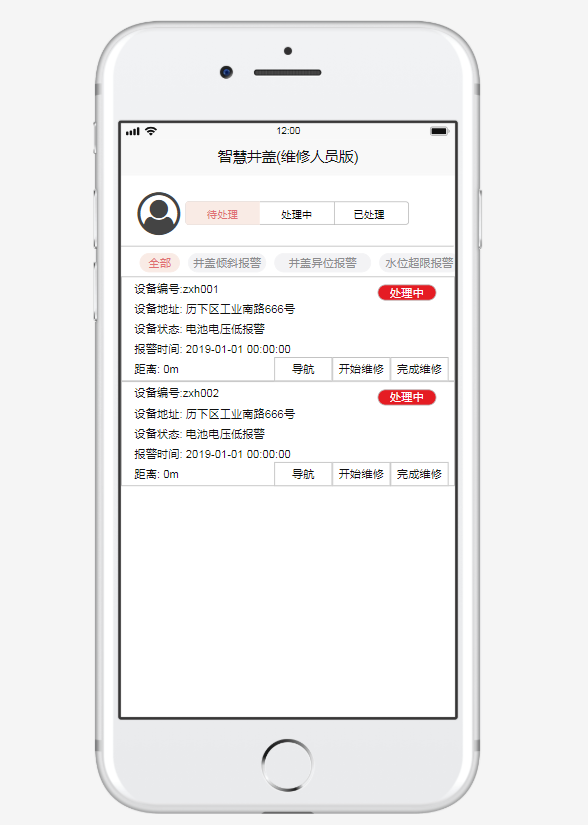 12:00
智慧井盖(维修人员版)
待处理 处理中 已处理
全部 井盖倾斜报警 井盖异位报警 水位超限报警
设备编号:zxh001 处理中
设备地址: 历下区工业南路666号
设备状态: 电池电压低报警
报警时间: 2019-01-01 00:00:00
距离: 0m 导航 开始维修 完成维修
设备编号:zxh002 处理中
设备地址: 历下区工业南路666号
设备状态: 电池电压低报警
报警时间: 2019-01-01 00:00:00
距离: 0m 导航 开始维修 完成维修